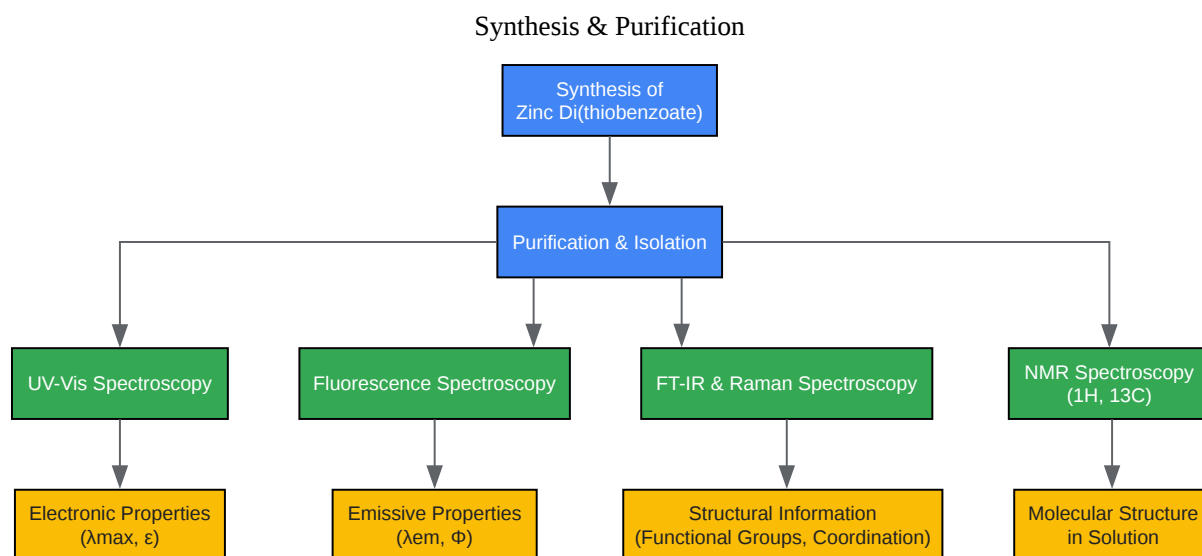 Synthesis & Purification
Synthesis of
Zinc Di(thiobenzoate)
Purification & Isolation
UV-Vis Spectroscopy
Fluorescence Spectroscopy
FT-IR & Raman Spectroscopy
NMR Spectroscopy
(1H, 13C)
Electronic Properties
(λmax, ε)
Emissive Properties
(λem, Φ)
Structural Information
(Functional Groups, Coordination)
Molecular Structure
in Solution